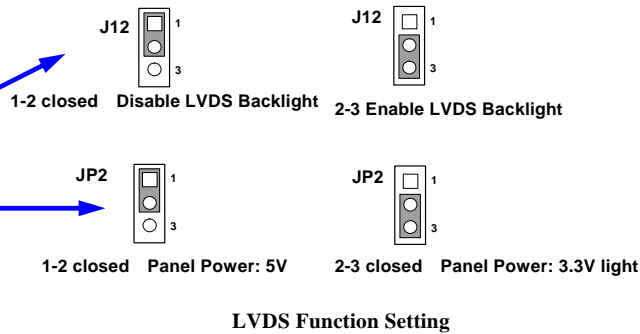 J12 1
3
1-2 closed Disable LVDS Backlight
J12 1
3
2-3 Enable LVDS Backlight
JP2 1
3
1-2 closed Panel Power: 5V
JP2 1
3
2-3 closed Panel Power: 3.3V light
LVDS Function Setting